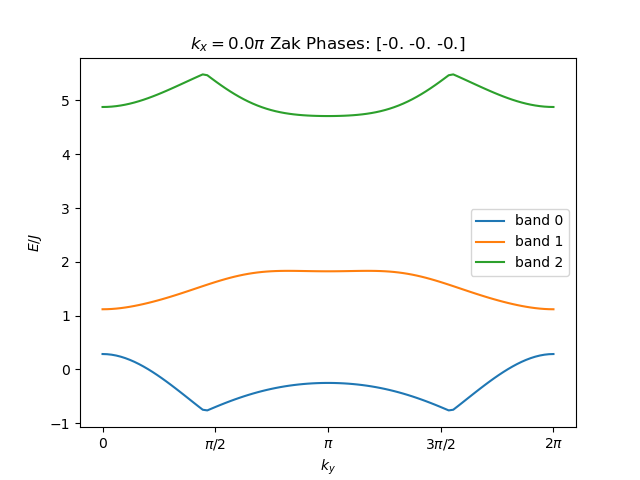 $k_x = 0.0\pi$ Zak Phases: [-0. -0. -0.]
E/J
5
4
3
2
1
0
−1
band 0
band 1
band 2
0
π/2
π
3π/2
2π
$k_y$